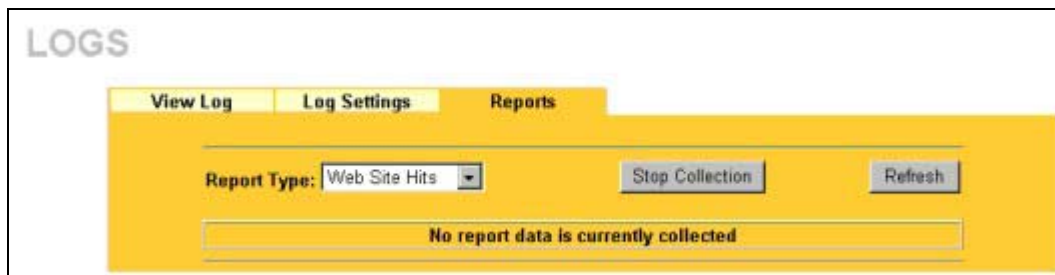 LOGS
View Log Log Settings Reports
Report Type: Web Site Hits Stop Collection Refresh
No report data is currently collected